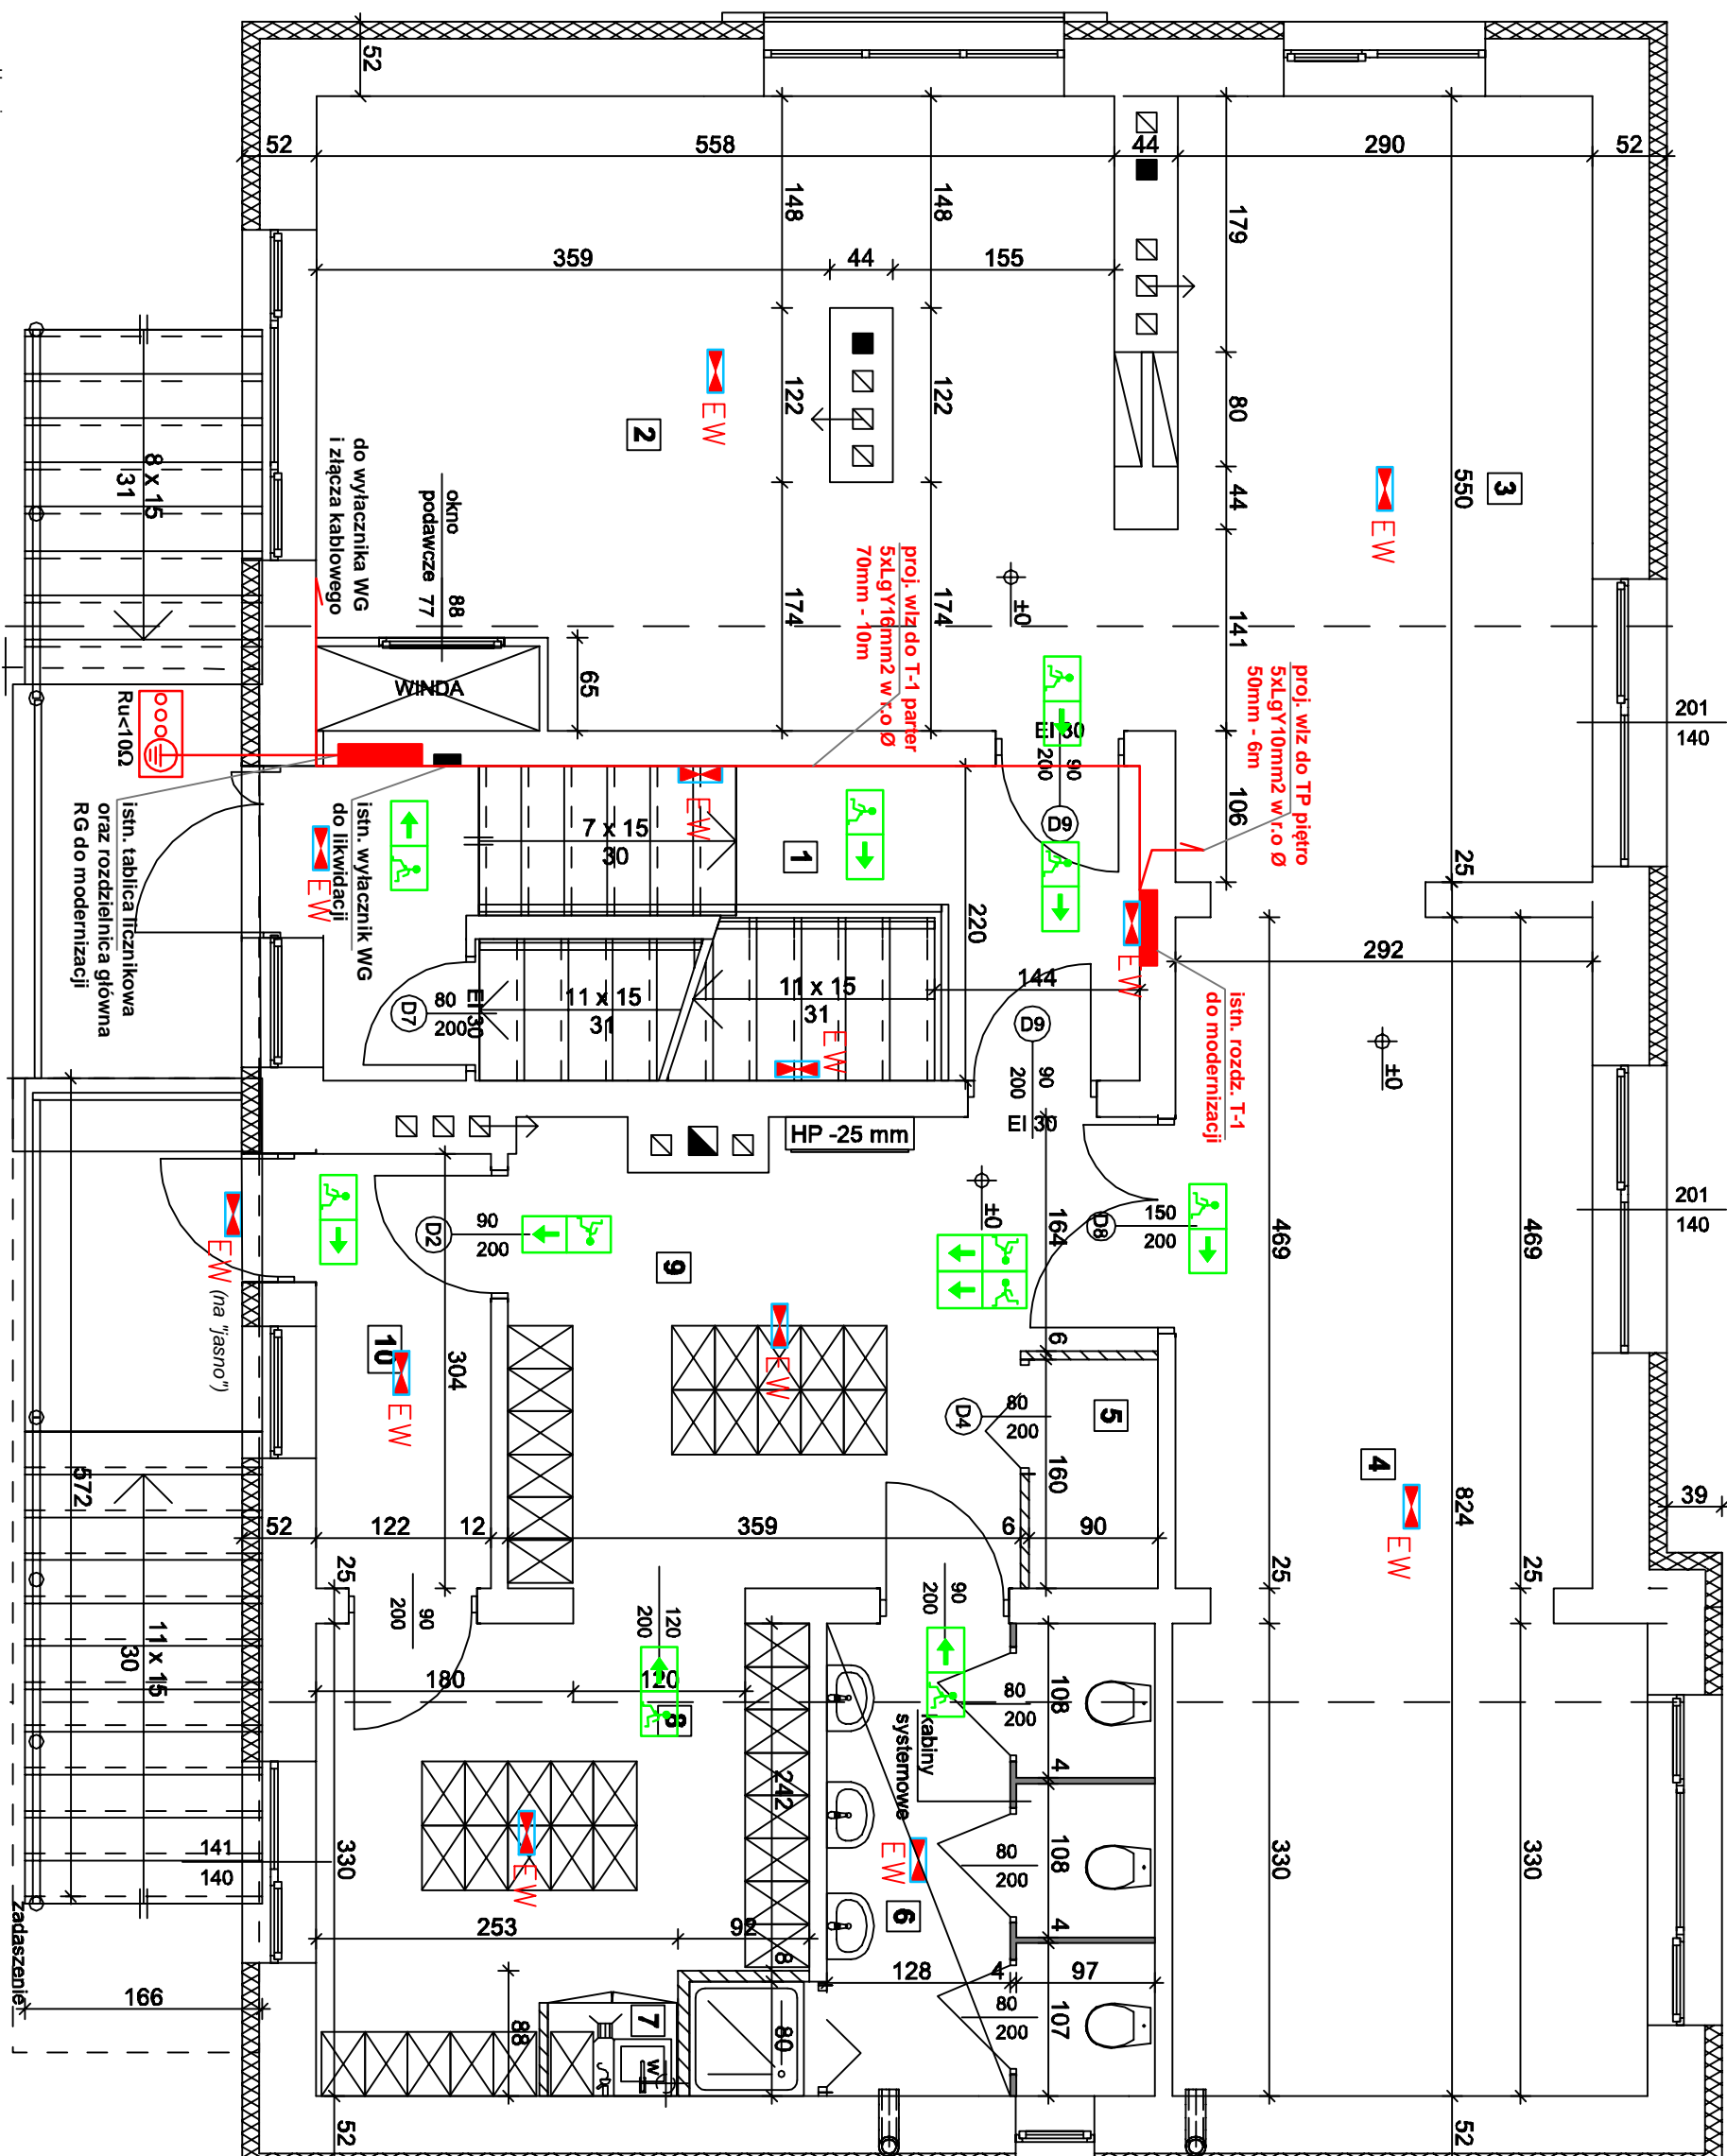 52
52
558
44
290
52
148
148
179
359
44
155
3
550
EW
122
122
80
2
EW
44
do wyłacznika WG
i złącza kablowego
okno
podawcze
88
77
8 x 15
31
proj. wlz do T-1 parter
5xLgY16mm2 w r.o Ø
70mm - 10m
174
174
±0
141
65
WINDA
proj. wlz do TP piętro
5xLgY10mm2 w r.o Ø
50mm - 6m
201
140
Ru<10Ω
EI 30
90
200
D9
106
25
istn. tablica licznikowa
oraz rozdzielnica główna
RG do modernizacji
istn. wyłacznik WG
do likwidacji
EW
EW
7 x 15
30
1
220
EW
292
144
istn. rozdz. T-1
do modernizacji
11 x 15
31
11 x 15
31
EI 30
D7
80
200
EW
D9
90
200
EI 30
±0
HP -25 mm
±0
164
D8
150
200
469
469
201
140
D2
90
200
9
EW (na "jasno")
10
EW
304
EW
6
D4
80
200
5
160
4
EW
824
39
572
52
122
12
359
6
90
25
25
25
90
200
120
200
90
200
11 x 15
30
180
120
8
kabiny
systemowe
80
200
108
4
242
EW
80
200
108
EW
6
141
140
330
330
330
253
92
8
128
4
97
4
80
200
107
zadaszenie
166
88
7
80
52
52